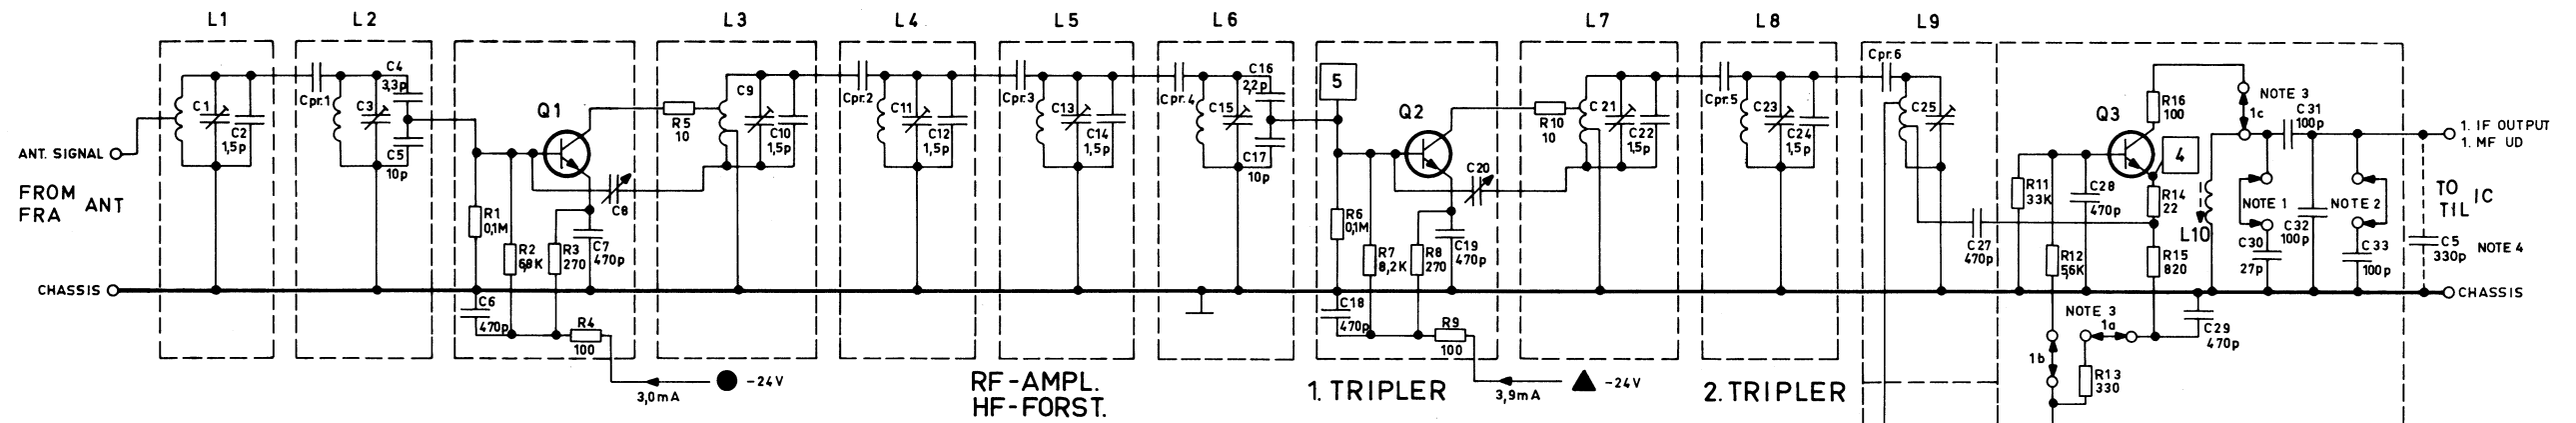 L1
L2
L3
L4
L5
L6
L7
L8
L9
ANT. SIGNAL
FROM
FRA
ANT
CHASSIS
C1
C2
1,5p
Cpr.1
C3
C4
3,3p
C5
10p
Q1
R1
0,1M
R2
68K
R3
270
C7
470p
C6
470p
R4
100
3,0mA
-24V
C8
R5
10
C9
C10
1,5p
Cpr.2
C11
C12
1,5p
Cpr.3
C13
C14
1,5p
Cpr.4
C15
C16
2,2p
C17
10p
RF-AMPL.
HF-FORST.
5
Q2
R6
0,1M
R7
8,2K
R8
270
C19
470p
C18
470p
R9
100
3,9mA
-24V
C20
1. TRIPLER
R10
10
C21
C22
1,5p
Cpr.5
C23
C24
1,5p
2. TRIPLER
Cpr.6
C25
C27
470p
Q3
4
R16
100
NOTE 3
1c
C31
100p
1. IF OUTPUT
1. MF UD
R11
33K
C28
470p
R14
22
L10
NOTE 1
C30
27p
C32
100p
NOTE 2
C33
100p
TO
TIL
IC
C5
330p
NOTE 4
R12
56K
R15
820
CHASSIS
NOTE 3
1a
1b
R13
330
C29
470p